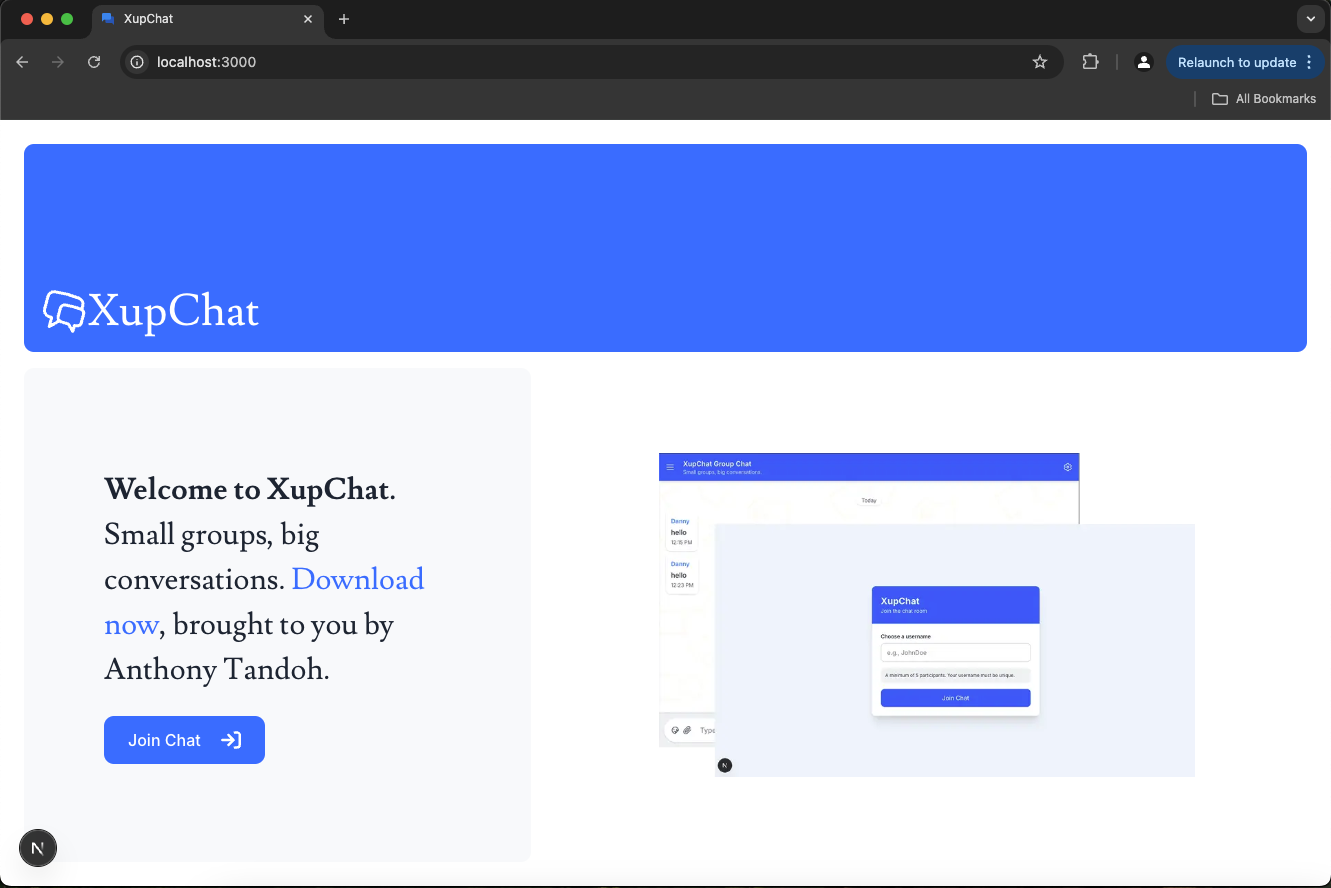 XupChat
localhost:3000
Relaunch to update
All Bookmarks
XupChat
Welcome to XupChat.
Small groups, big
conversations. Download
now, brought to you by
Anthony Tandoh.
Join Chat
XupChat Group Chat
Small groups, big conversations.
Today
Danny
hello
12:15 PM
Danny
hello
12:23 PM
Type
XupChat
Join the chat room
Choose a username
e.g., JohnDoe
A minimum of 5 participants. Your username must be unique.
Join Chat
N
N